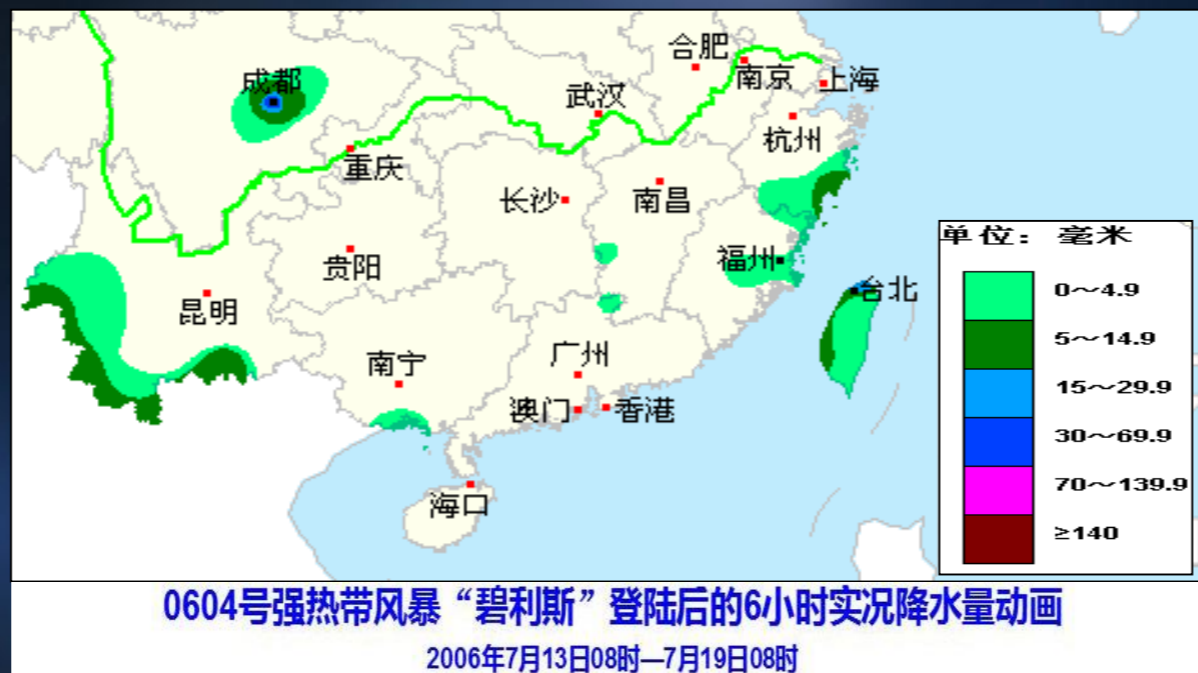 合肥
南京
上海
成都
武汉
杭州
重庆
长沙
南昌
贵阳
福州
昆明
台北
南宁
广州
澳门
香港
海口
单位：毫米
0～4.9
5～14.9
15～29.9
30～69.9
70～139.9
≥140
0604号强热带风暴“碧利斯”登陆后的6小时实况降水量动画
2006年7月13日08时—7月19日08时